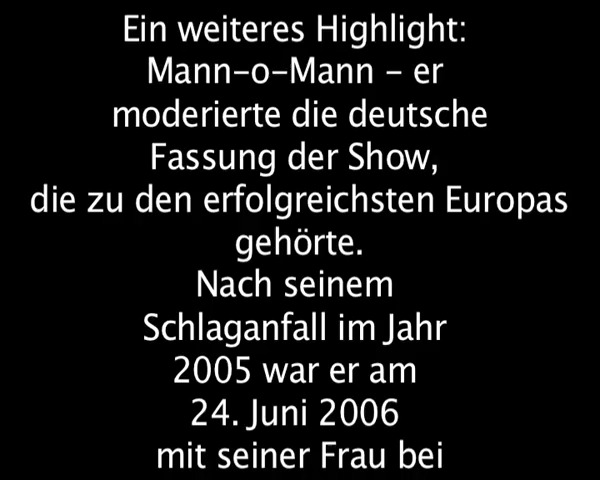 Ein weiteres Highlight:
Mann-o-Mann - er
moderierte die deutsche
Fassung der Show,
die zu den erfolgreichsten Europas
gehörte.
Nach seinem
Schlaganfall im Jahr
2005 war er am
24. Juni 2006
mit seiner Frau bei